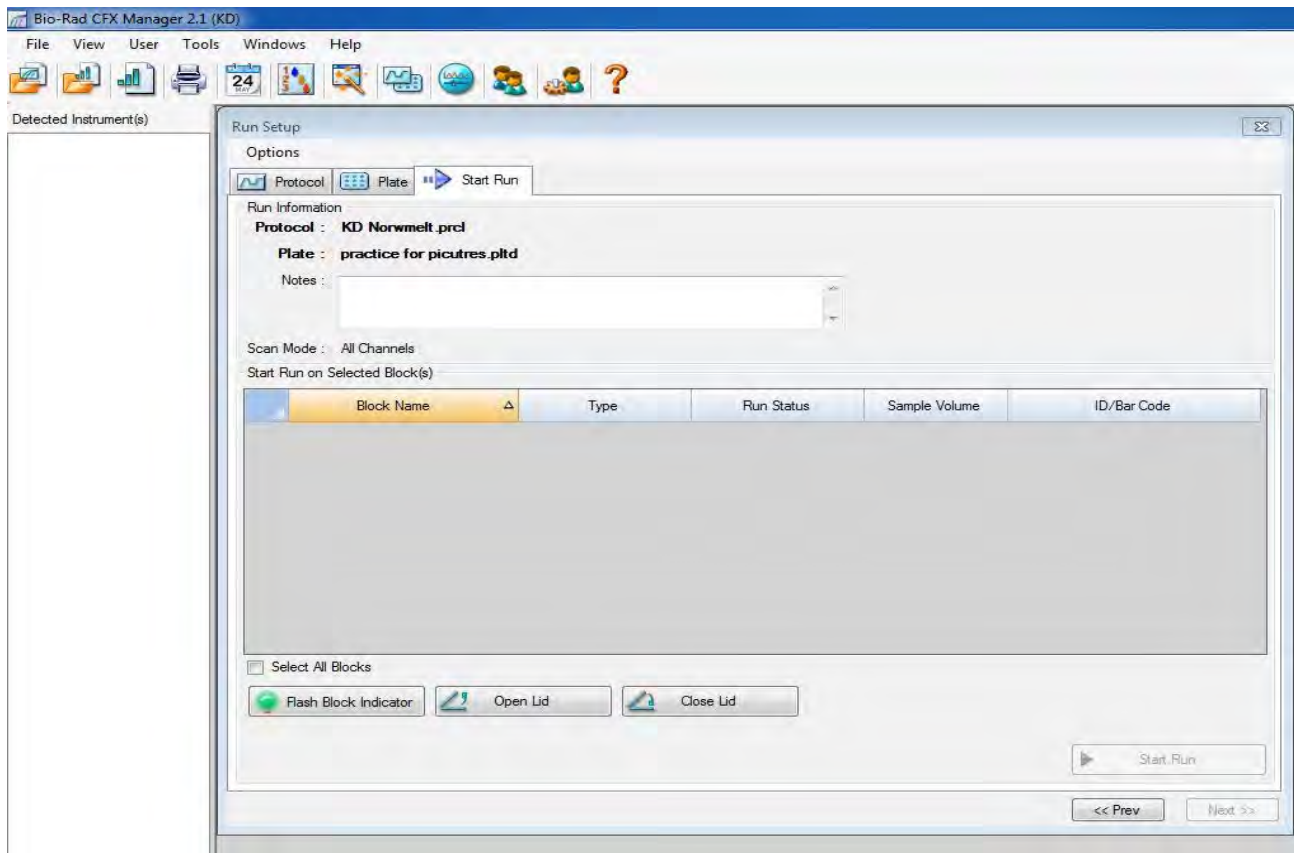 Bio-Rad CFX Manager 2.1 (KD)
File View User Tools Windows Help
24
MAY
?
Detected Instrument(s)
Run Setup
Options
Protocol Plate Start Run
Run Information
Protocol : KD Norwmelt.prcl
Plate : practice for picutres.pltd
Notes :
Scan Mode : All Channels
Start Run on Selected Block(s)
Block Name Type Run Status Sample Volume ID/Bar Code
Select All Blocks
Flash Block Indicator Open Lid Close Lid
Start Run
<< Prev Next >>